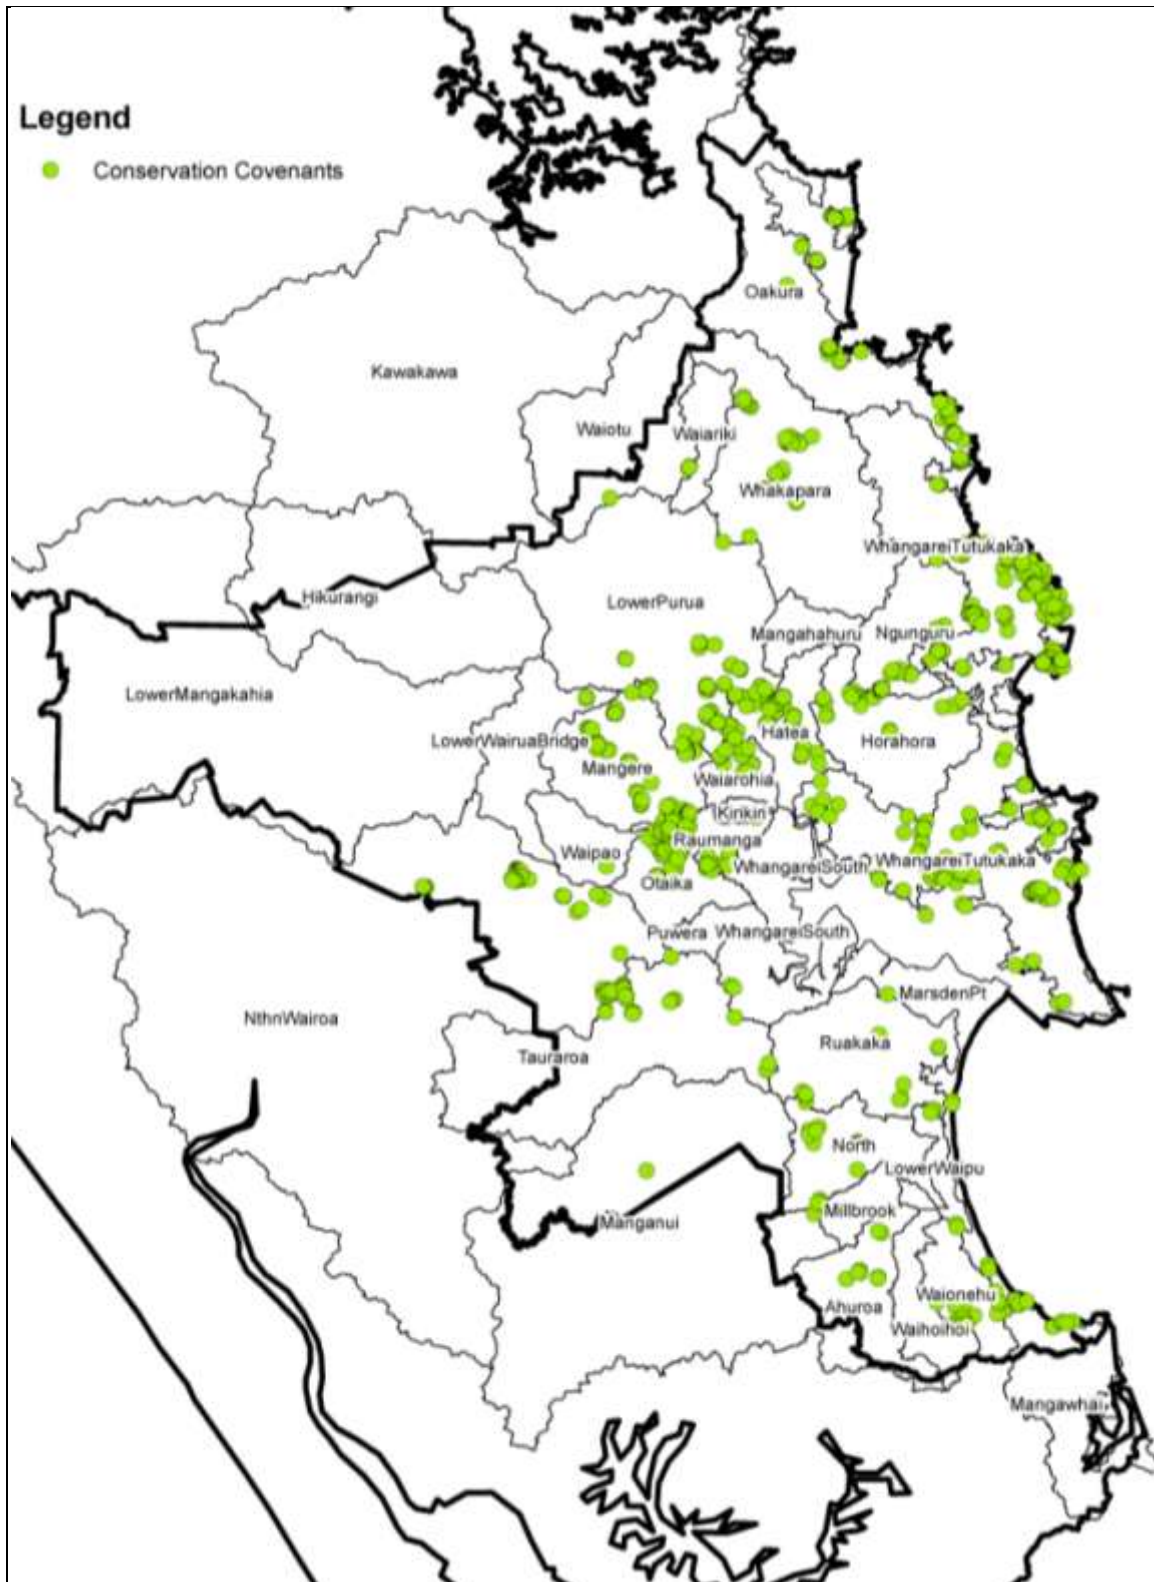 Legend
Conservation Covenants
Oakura
Kawakawa
Waiotu
Waiariki
Whakapara
WhangareiTutukaka
Hikurangi
LowerPurua
Mangahahuru
Ngunguru
LowerMangakahia
LowerWairuaBridge
Hatea
Horahora
Mangere
Waiarohia
Kirikiri
Raumanga
Waipao
WhangareiSouth
WhangareiTutukaka
Otaika
Puwera
WhangareiSouth
MarsdenPt
NthnWairoa
Ruakaka
Tauraroa
North
LowerWaipu
Millbrook
Manganui
Waionehu
Ahuroa
Waihoihoi
Mangawhai